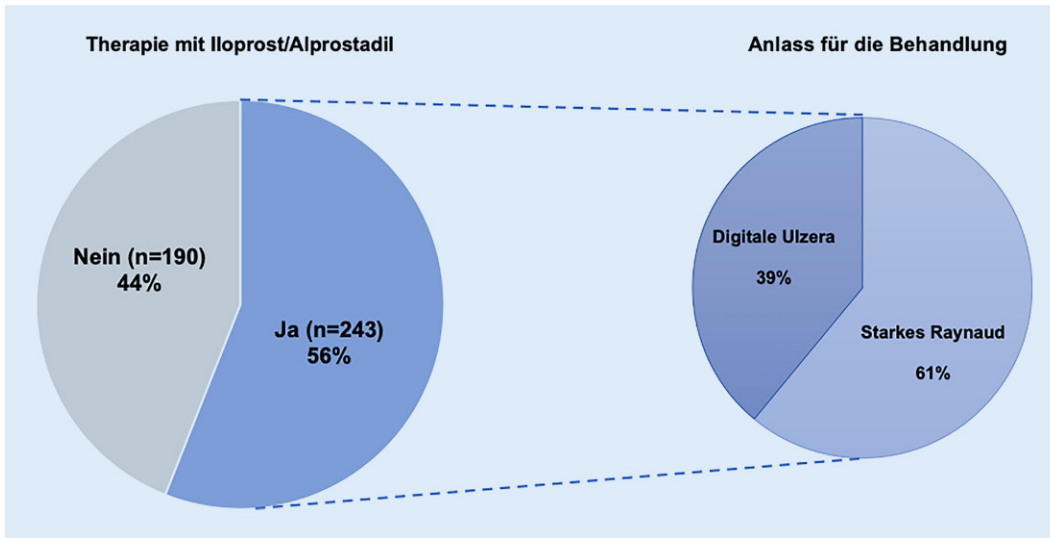 Therapie mit Iloprost/Alprostadil
Nein (n=190)
44%
Ja (n=243)
56%
Anlass für die Behandlung
Digitale Ulzera
39%
Starkes Raynaud
61%